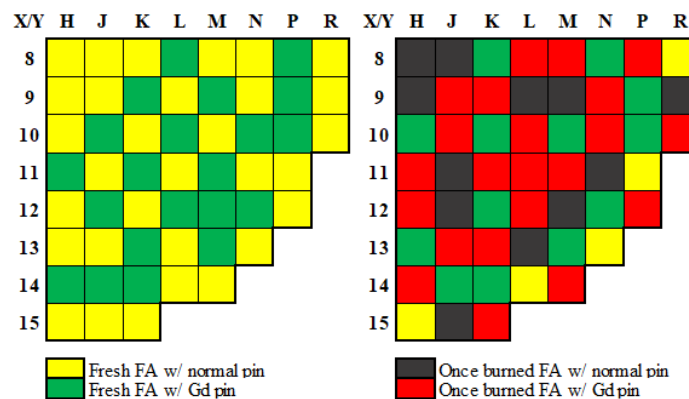 X/Y H J K L M N P R X/Y H J K L M N P R
8 8
9 9
10 10
11 11
12 12
13 13
14 14
15 15
Fresh FA w/ normal pin Once burned FA w/ normal pin
Fresh FA w/ Gd pin Once burned FA w/ Gd pin